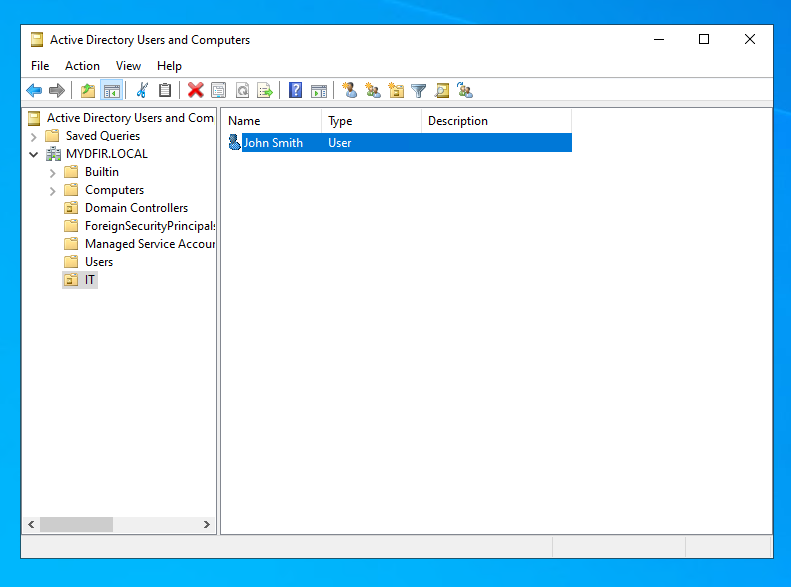 Active Directory Users and Computers
File Action View Help
Active Directory Users and Com
Saved Queries
MYDFIR.LOCAL
Builtin
Computers
Domain Controllers
ForeignSecurityPrincipals
Managed Service Accour
Users
IT
Name Type Description
John Smith User